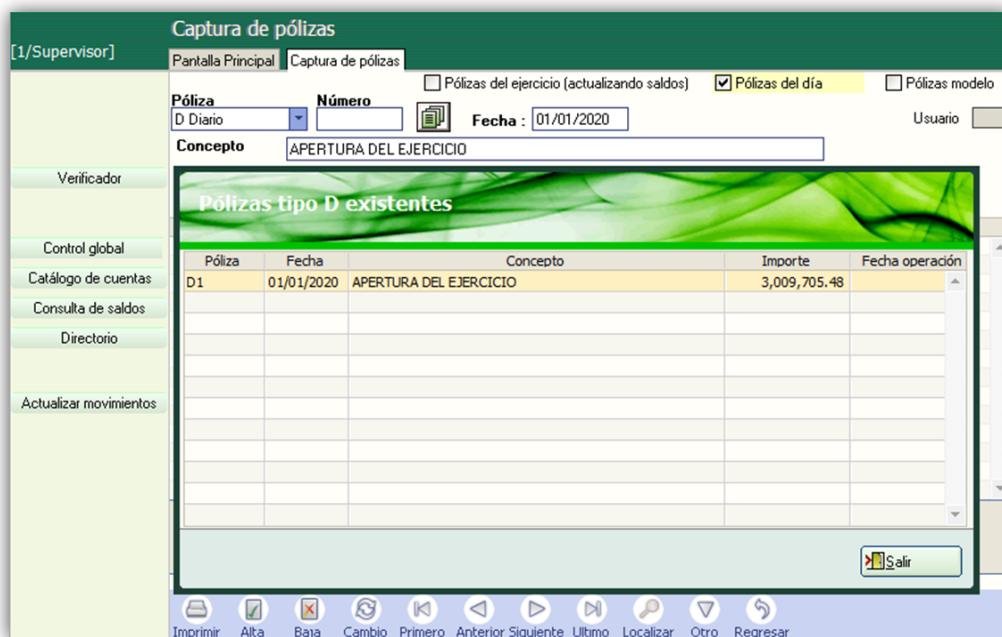 Captura de pólizas
[1/Supervisor]
Pantalla Principal Captura de pólizas
Pólizas del ejercicio (actualizando saldos) Pólizas del día Pólizas modelo
Póliza Número
D Diario Fecha : 01/01/2020 Usuario
Concepto APERTURA DEL EJERCICIO
Verificador
Control global
Catálogo de cuentas
Consulta de saldos
Directorio
Actualizar movimientos
Pólizas tipo D existentes
Póliza Fecha Concepto Importe Fecha operación
D1 01/01/2020 APERTURA DEL EJERCICIO 3,009,705.48
Salir
Imprimir Alta Baja Cambio Primero Anterior Siguiente Ultimo Localizar Otro Regresar